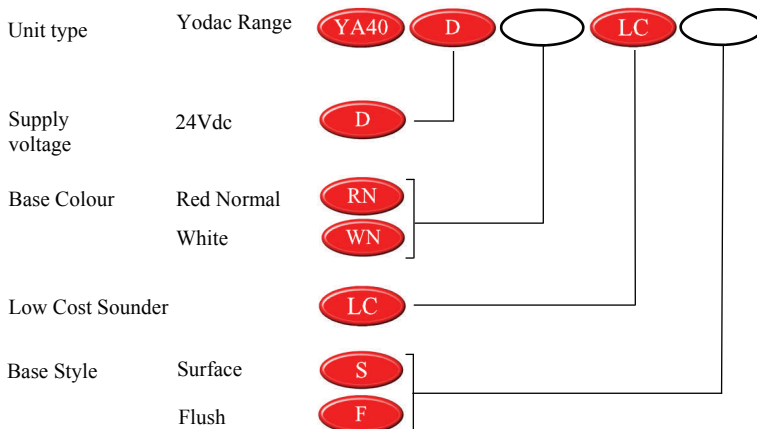 Unit type Yodac Range YA40 D LC
Supply voltage 24Vdc D
Base Colour Red Normal RN
White WN
Low Cost Sounder LC
Base Style Surface S
Flush F